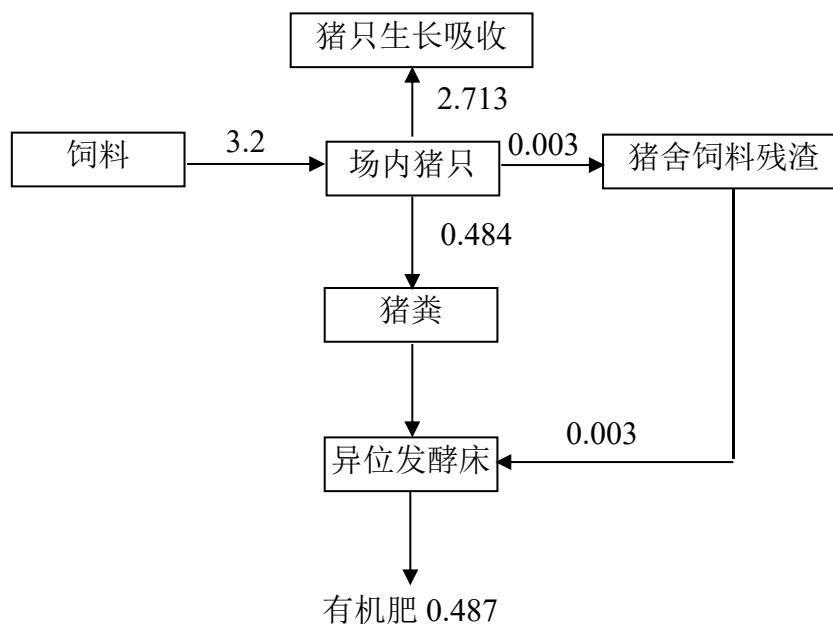 猪只生长吸收
2.713
饲料
3.2
场内猪只
0.003
猪舍饲料残渣
0.484
猪粪
0.003
异位发酵床
有机肥 0.487